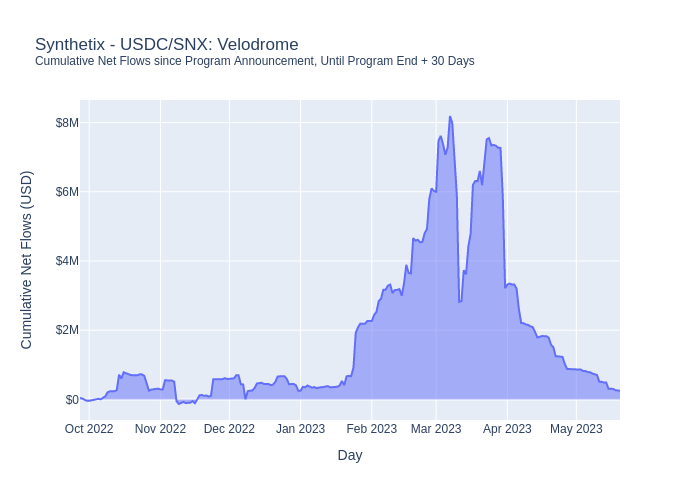 Synthetix - USDC/SNX: Velodrome
Cumulative Net Flows since Program Announcement, Until Program End + 30 Days
Cumulative Net Flows (USD)
$8M
$6M
$4M
$2M
$0
Oct 2022 Nov 2022 Dec 2022 Jan 2023 Feb 2023 Mar 2023 Apr 2023 May 2023
Day